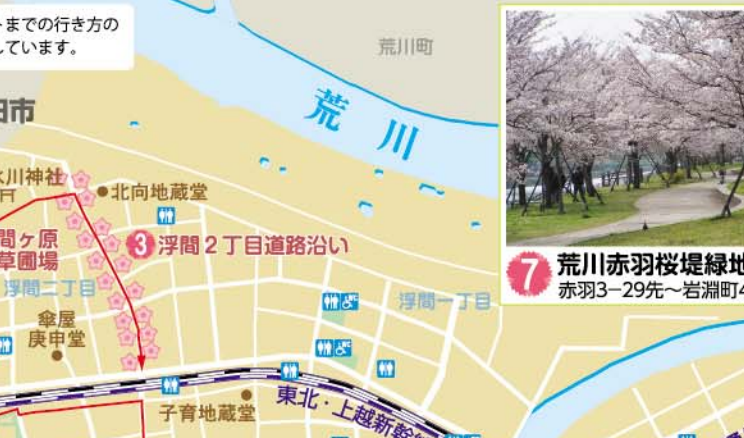 トまでの行き方の
しています。
荒川町
田市
荒川
氷川神社
北向地蔵堂
間ヶ原
草圃場
3 浮間2丁目道路沿い
浮間二丁目
浮間一丁目
傘屋
庚申堂
子育地蔵堂
東北・上越新幹線
7 荒川赤羽桜堤緑地
赤羽3−29先〜岩淵町4